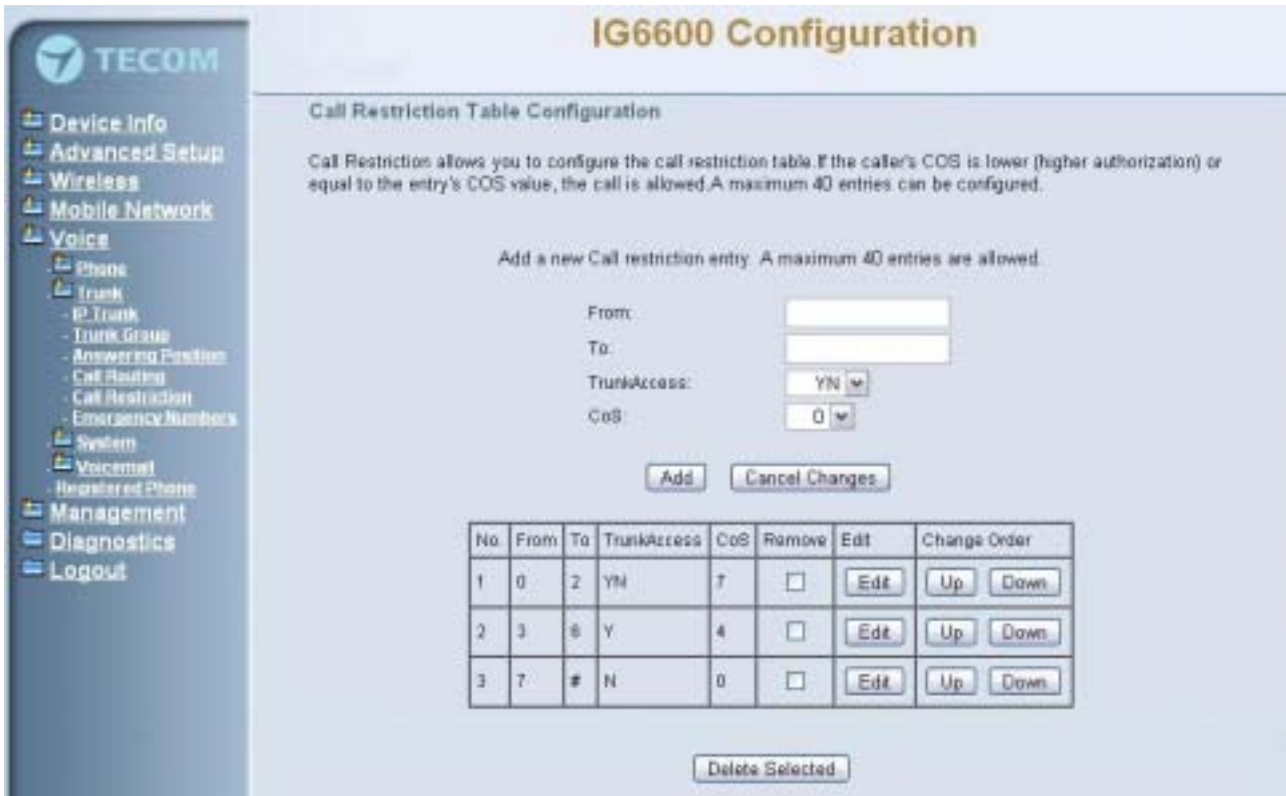 TECOM
IG6600 Configuration
Device Info
Advanced Setup
Wireless
Mobile Network
Voice
Phone
Trunk
- IP Trunk
- Trunk Group
- Answering Position
- Call Routing
- Call Restriction
- Emergency Numbers
System
Voicemail
- Registered Phone
Management
Diagnostics
Logout
Call Restriction Table Configuration
Call Restriction allows you to configure the call restriction table.If the caller's COS is lower (higher authorization) or
equal to the entry's COS value, the call is allowed.A maximum 40 entries can be configured.
Add a new Call restriction entry. A maximum 40 entries are allowed.
From:
To:
TrunkAccess: YN
CoS: 0
Add Cancel Changes
No. From To TrunkAccess CoS Remove Edit Change Order
1 0 2 YN 7 Edit Up Down
2 3 6 Y 4 Edit Up Down
3 7 # N 0 Edit Up Down
Delete Selected